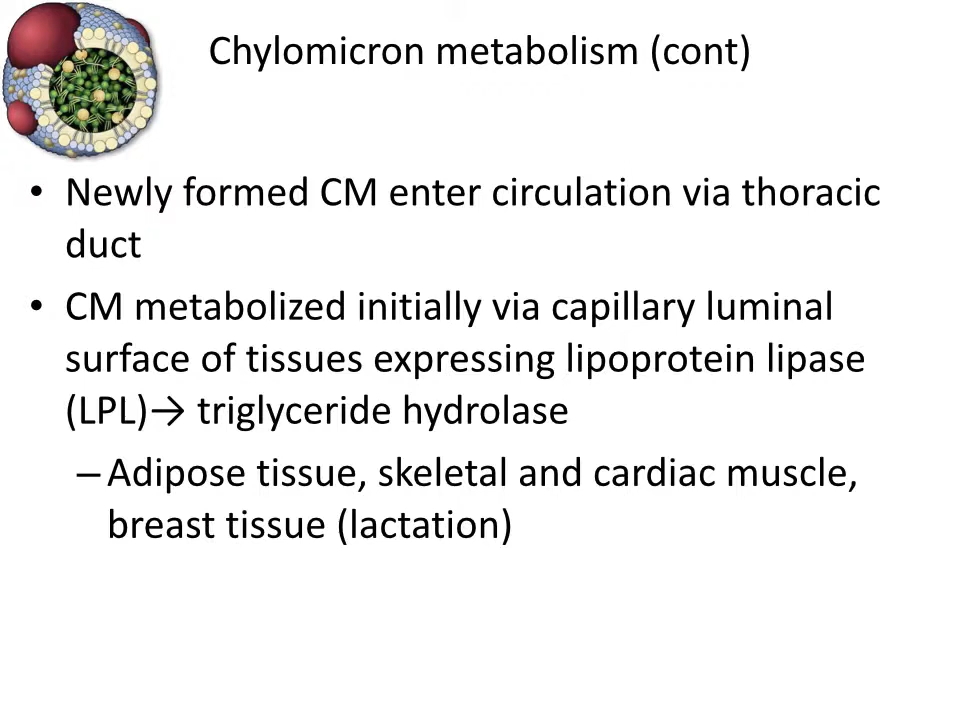 Chylomicron metabolism (cont)
• Newly formed CM enter circulation via thoracic
duct
• CM metabolized initially via capillary luminal
surface of tissues expressing lipoprotein lipase
(LPL)→ triglyceride hydrolase
– Adipose tissue, skeletal and cardiac muscle,
breast tissue (lactation)